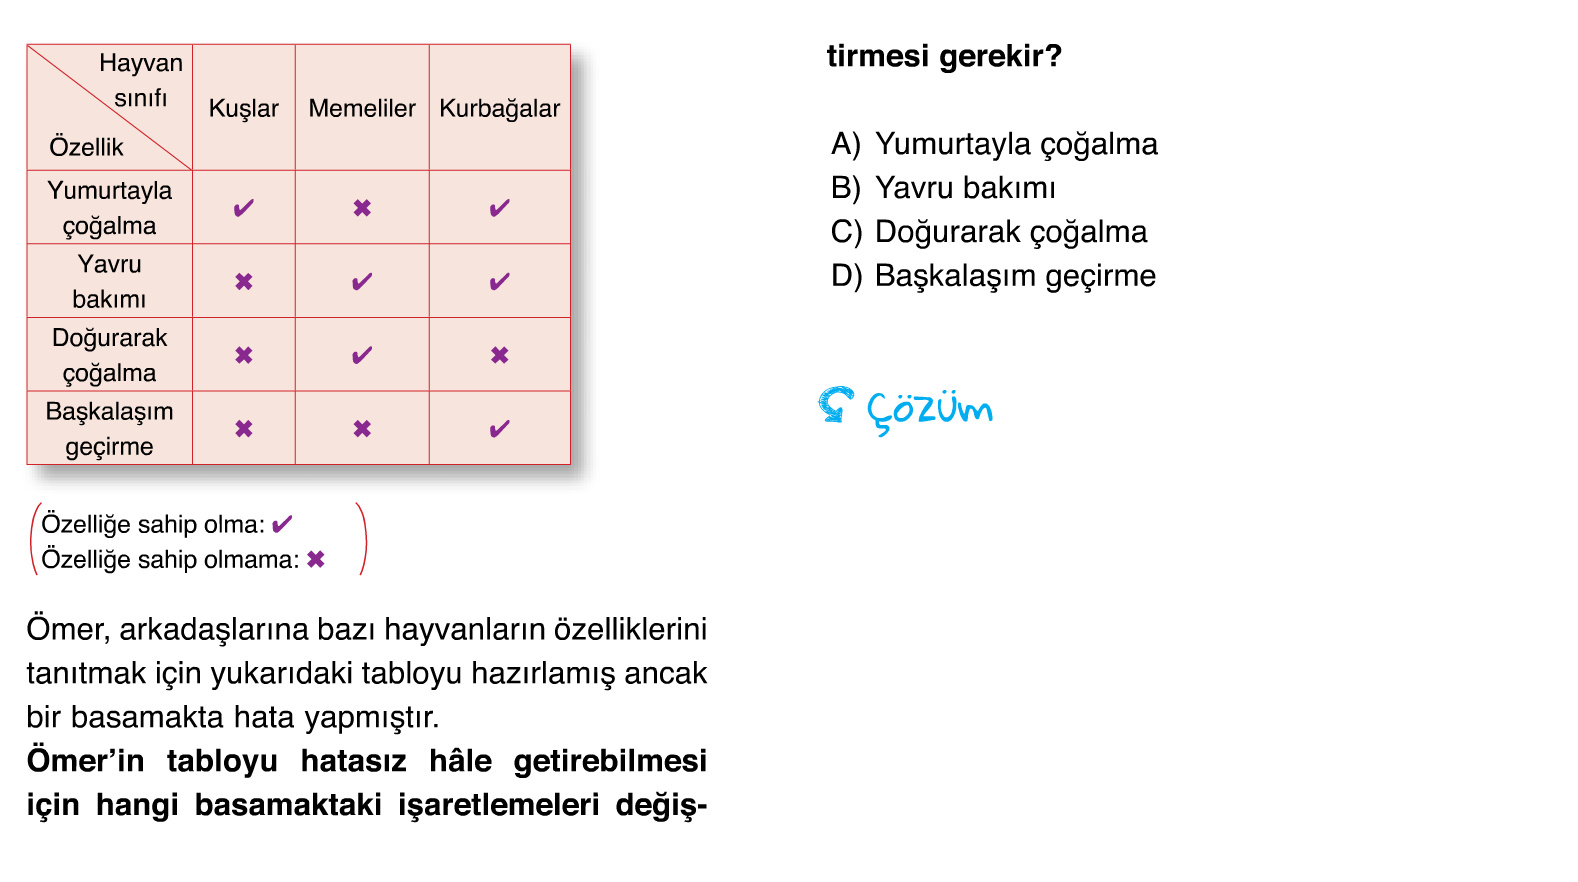 Hayvan
sınıfı
Özellik
Kuşlar
Memeliler
Kurbağalar
Yumurtayla
çoğalma
✔ ✖ ✔
Yavru
bakımı
✖ ✔ ✔
Doğurarak
çoğalma
✖ ✔ ✖
Başkalaşım
geçirme
✖ ✖ ✔
Özelliğe sahip olma: ✔
Özelliğe sahip olmama: ✖
Ömer, arkadaşlarına bazı hayvanların özelliklerini
tanıtmak için yukarıdaki tabloyu hazırlamış ancak
bir basamakta hata yapmıştır.
Ömer’in tabloyu hatasız hâle getirebilmesi
için hangi basamaktaki işaretlemeleri değiş-
tirmesi gerekir?
A) Yumurtayla çoğalma
B) Yavru bakımı
C) Doğurarak çoğalma
D) Başkalaşım geçirme
Çözüm